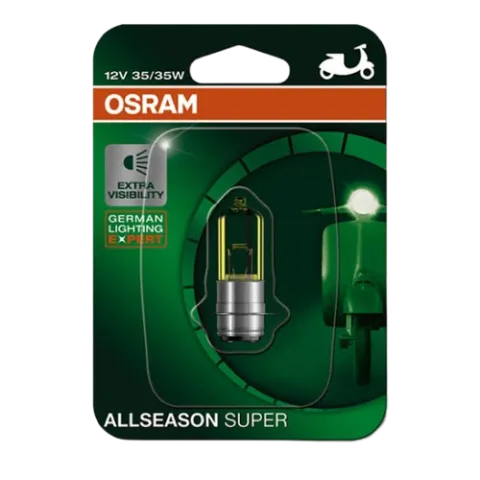 12V 35/35W
OSRAM
EXTRA
VISIBILITY
GERMAN
LIGHTING
EXPERT
ALLSEASON SUPER